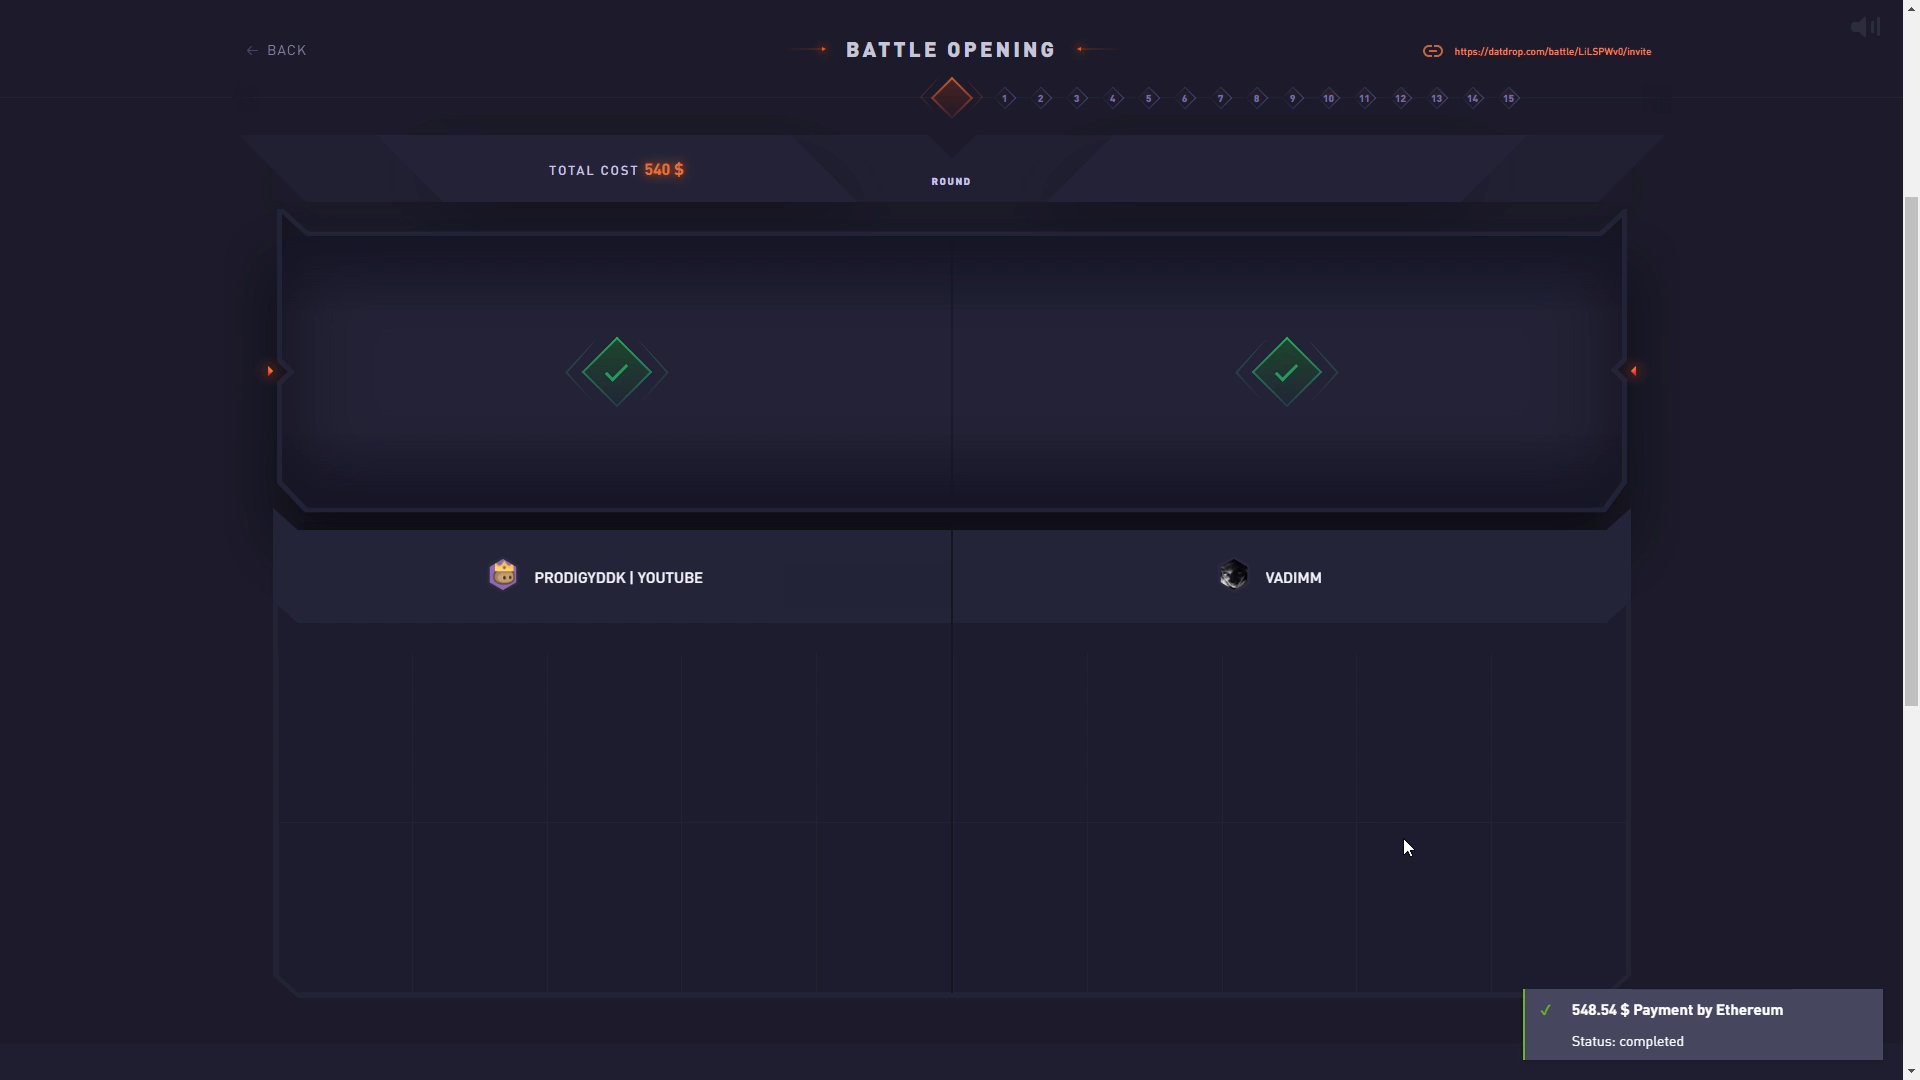 ← BACK
BATTLE OPENING
https://datdrop.com/battle/LiLSPWv0/invite
1 2 3 4 5 6 7 8 9 10 11 12 13 14 15
TOTAL COST 540 $
ROUND
PRODIGYDDK | YOUTUBE
VADIMM
548.54 $ Payment by Ethereum
Status: completed